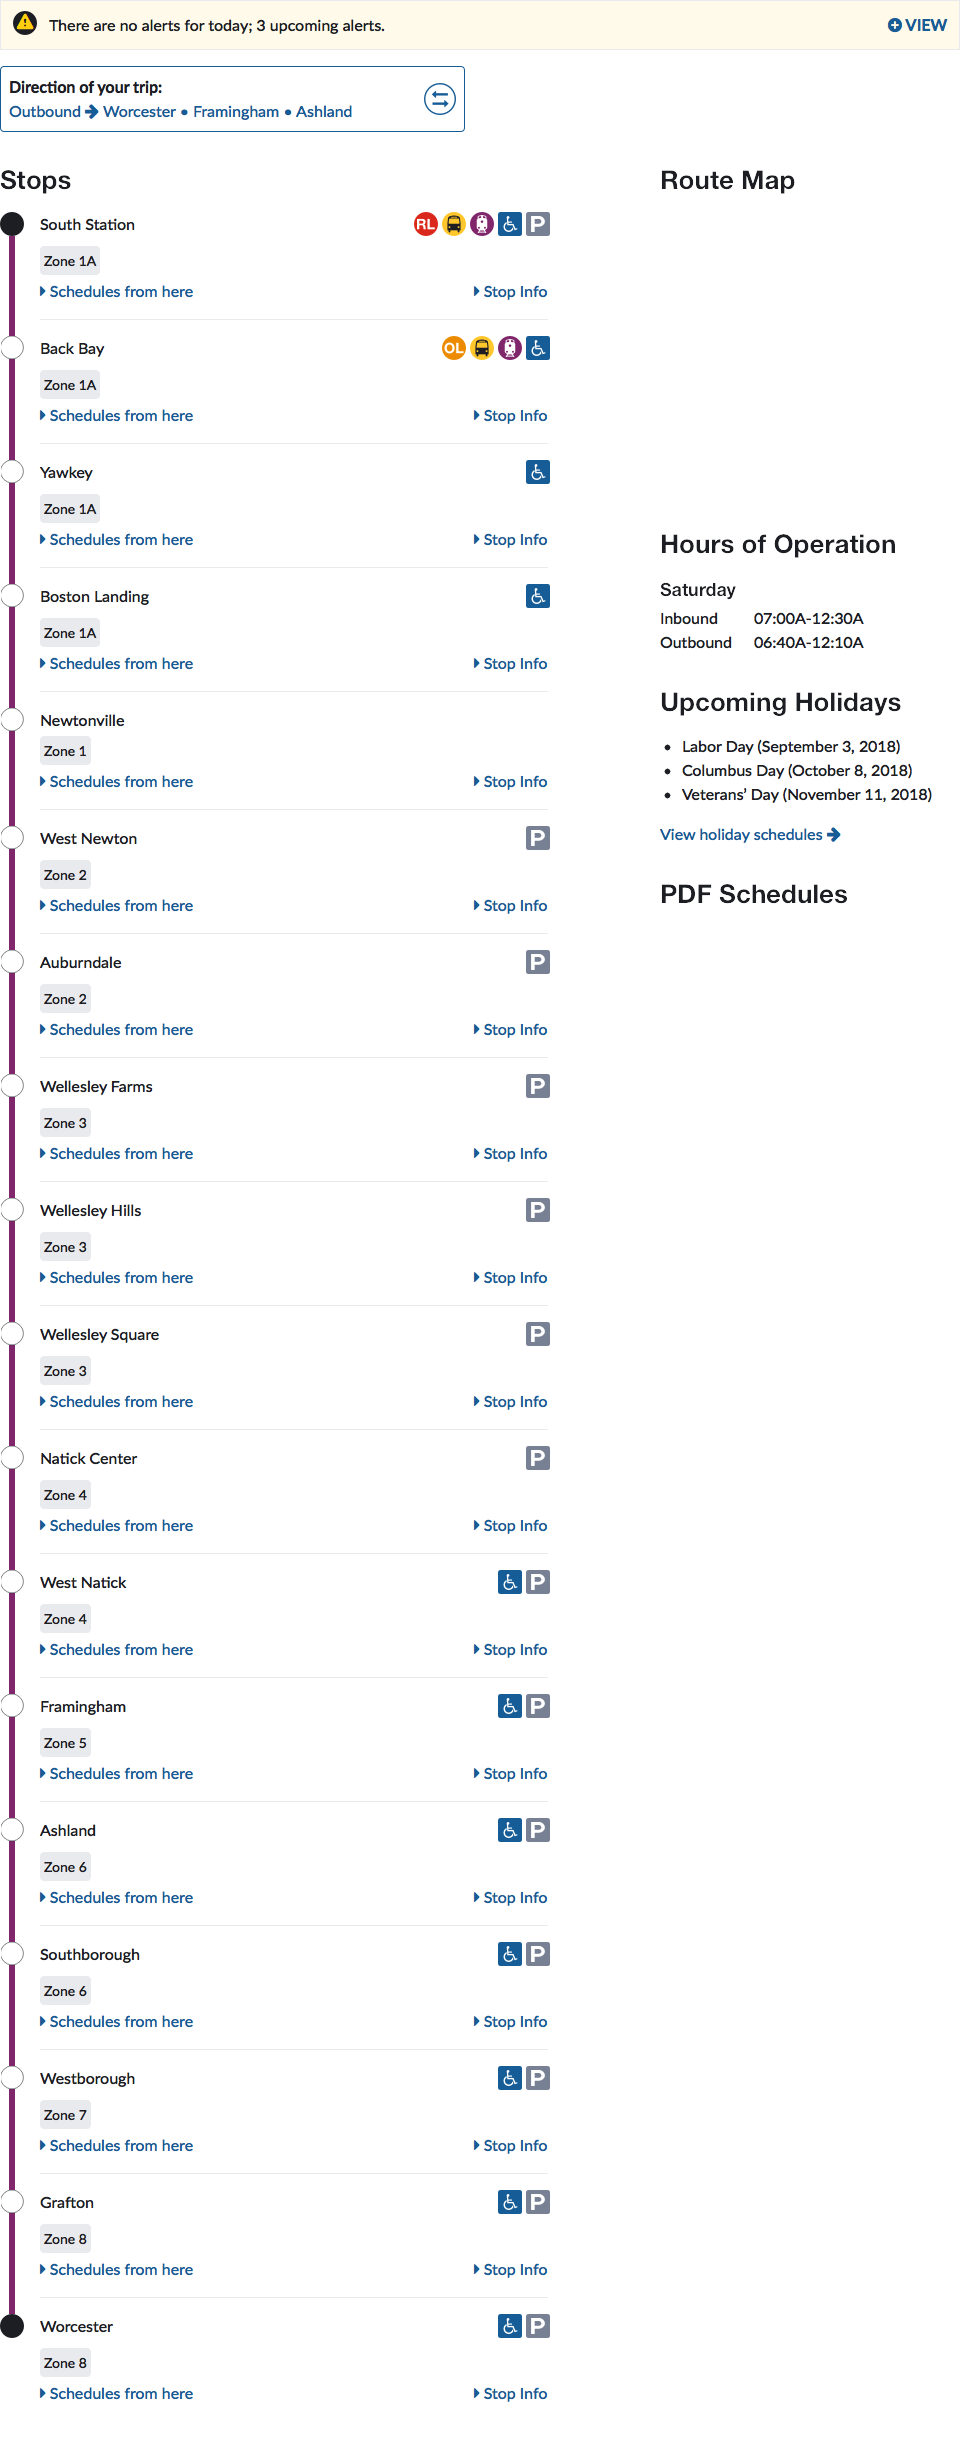 There are no alerts for today; 3 upcoming alerts.
VIEW
Direction of your trip:
Outbound Worcester • Framingham • Ashland
Stops
South Station
RL
P
Zone 1A
Schedules from here
Stop Info
Back Bay
OL
Zone 1A
Schedules from here
Stop Info
Yawkey
Zone 1A
Schedules from here
Stop Info
Boston Landing
Zone 1A
Schedules from here
Stop Info
Newtonville
Zone 1
Schedules from here
Stop Info
West Newton
P
Zone 2
Schedules from here
Stop Info
Auburndale
P
Zone 2
Schedules from here
Stop Info
Wellesley Farms
P
Zone 3
Schedules from here
Stop Info
Wellesley Hills
P
Zone 3
Schedules from here
Stop Info
Wellesley Square
P
Zone 3
Schedules from here
Stop Info
Natick Center
P
Zone 4
Schedules from here
Stop Info
West Natick
P
Zone 4
Schedules from here
Stop Info
Framingham
P
Zone 5
Schedules from here
Stop Info
Ashland
P
Zone 6
Schedules from here
Stop Info
Southborough
P
Zone 6
Schedules from here
Stop Info
Westborough
P
Zone 7
Schedules from here
Stop Info
Grafton
P
Zone 8
Schedules from here
Stop Info
Worcester
P
Zone 8
Schedules from here
Stop Info
Route Map
Hours of Operation
Saturday
Inbound 07:00A-12:30A
Outbound 06:40A-12:10A
Upcoming Holidays
• Labor Day (September 3, 2018)
• Columbus Day (October 8, 2018)
• Veterans’ Day (November 11, 2018)
View holiday schedules
PDF Schedules